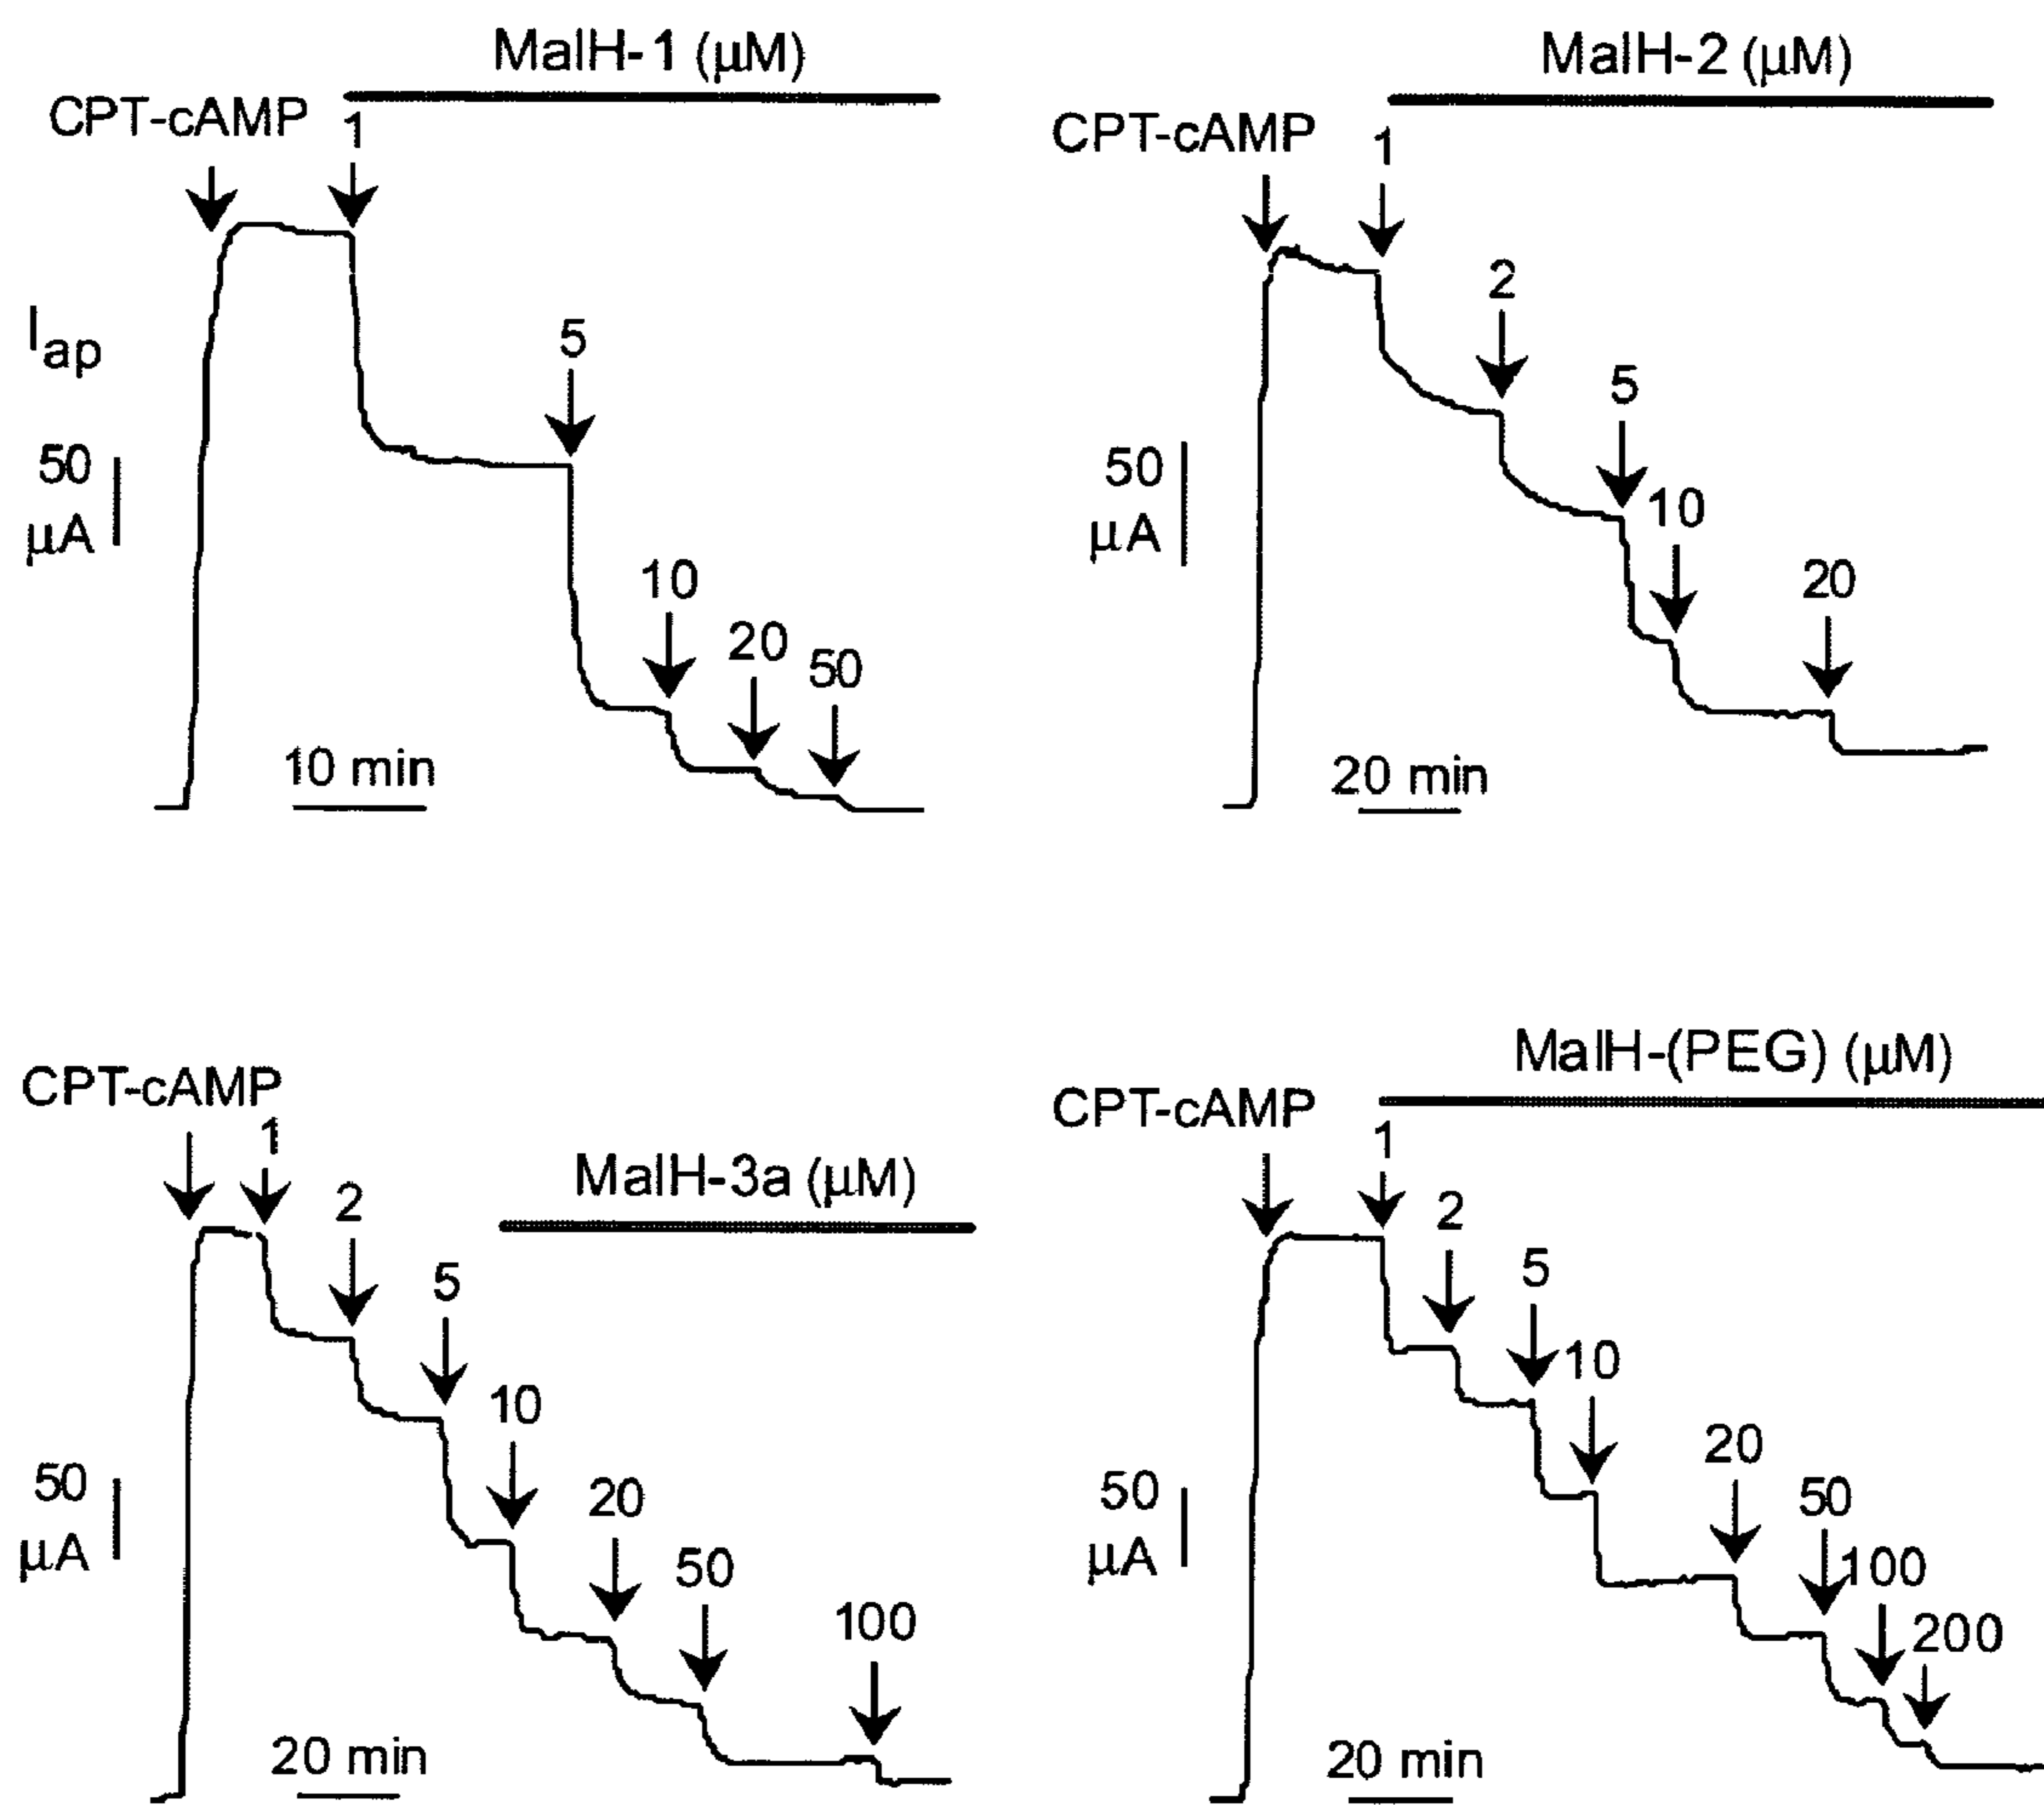 MalH-1 (μM)
CPT-cAMP
1
5
10
20
50
Iap
50
μA
10 min
MalH-2 (μM)
CPT-cAMP
1
2
5
10
20
50
μA
20 min
CPT-cAMP
1
2
5
MalH-3a (μM)
10
20
50
100
50
μA
20 min
MalH-(PEG) (μM)
CPT-cAMP
1
2
5
10
20
50
100
200
50
μA
20 min